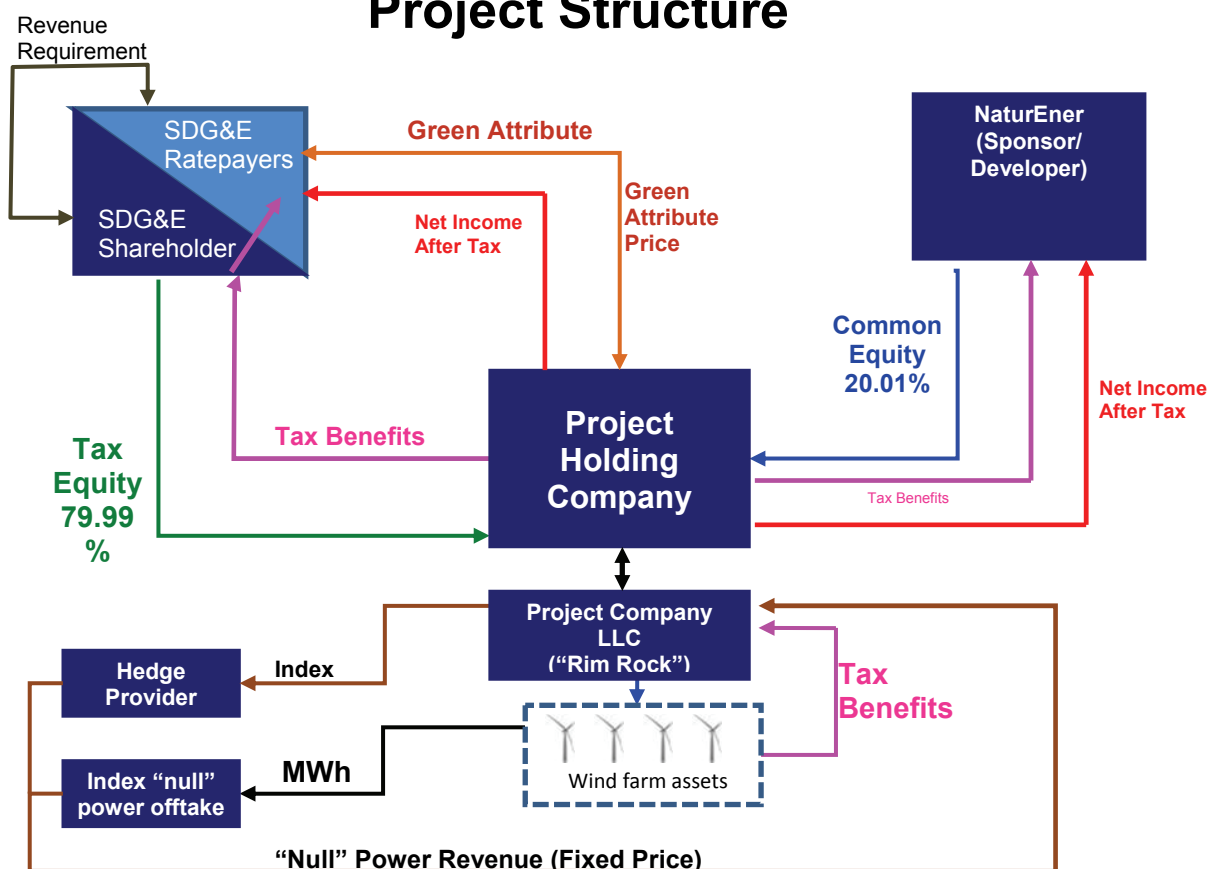 Project Structure
Revenue
Requirement
SDG&E
Ratepayers
SDG&E
Shareholder
Green Attribute
Green
Attribute
Price
Net Income
After Tax
NaturEner
(Sponsor/
Developer)
Common
Equity
20.01%
Net Income
After Tax
Tax Benefits
Tax
Equity
79.99
%
Project
Holding
Company
Tax Benefits
Project Company
LLC
("Rim Rock")
Hedge
Provider
Index
Tax
Benefits
Index “null”
power offtake
MWh
Wind farm assets
“Null” Power Revenue (Fixed Price)